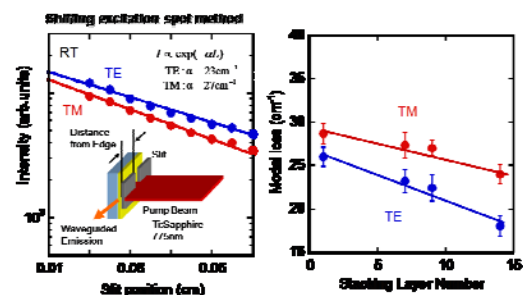 Shifting excitation spot method
RT
I ∝ exp(-αL)
TE : α 23cm⁻¹
TM : α 27cm⁻¹
TE
TM
Distance
from Edge
Slit
Pump Beam
Ti:Sapphire
775nm
Waveguided
Emission
Intensity (arb.units)
0.01
Slit position (cm)
40
35
30
25
20
15
TM
TE
Modal loss (cm⁻¹)
0
5
10
15
Stacking Layer Number